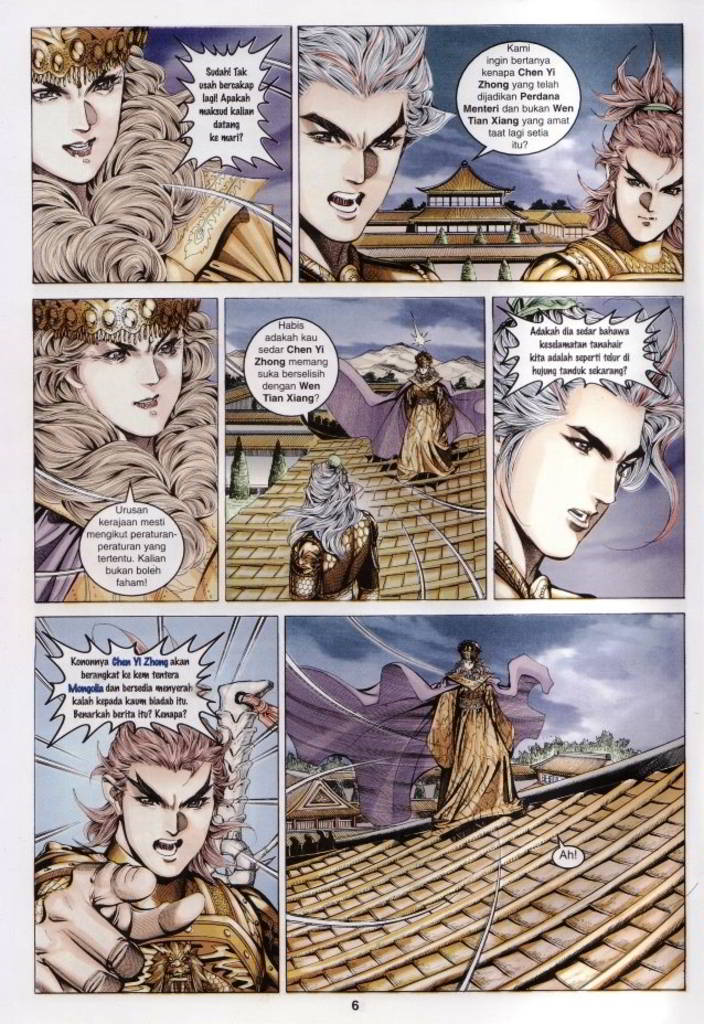 Sudah! Tak
usah bercakap
lagi! Apakah
maksud kalian
datang
ke mari?
Kami
ingin bertanya
kenapa Chen Yi
Zhong yang telah
dijadikan Perdana
Menteri dan bukan Wen
Tian Xiang yang amat
taat lagi setia
itu?
Urusan
kerajaan mesti
mengikut peraturan-
peraturan yang
tertentu. Kalian
bukan boleh
faham!
Habis
adakah kau
sedar Chen Yi
Zhong memang
suka berselisih
dengan Wen
Tian Xiang?
Adakah dia sedar bahawa
keselamatan tanahair
kita adalah seperti telur di
hujung tanduk sekarang?
Kononnya Chen Yi Zhong akan
berangkat ke kem tentera
Mongolia dan bersedia menyerah
kalah kepada kaum biadab itu.
Benarkah berita itu? Kenapa?
Ah!
6